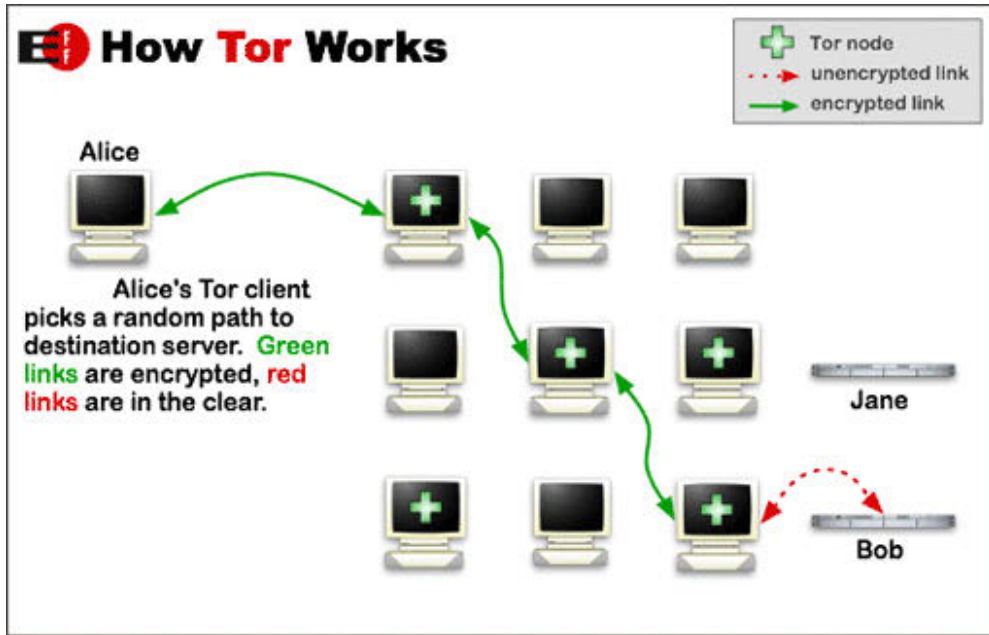 EFF How Tor Works
Tor node
unencrypted link
encrypted link
Alice
Alice's Tor client
picks a random path to
destination server. Green
links are encrypted, red
links are in the clear.
Jane
Bob